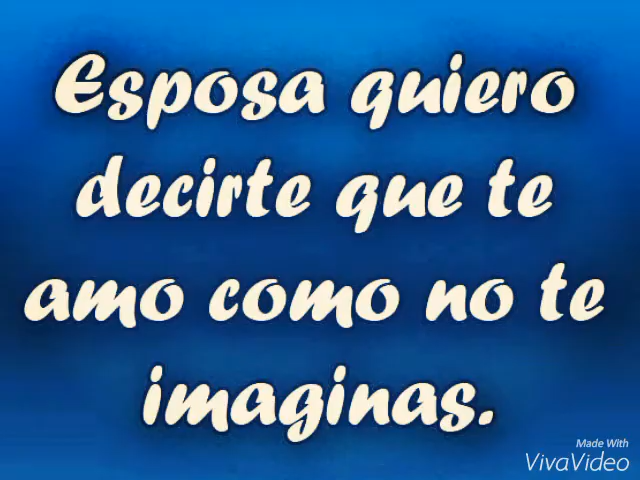 Esposa quiero
decirte que te
amo como no te
imaginas.
Made With
VivaVideo